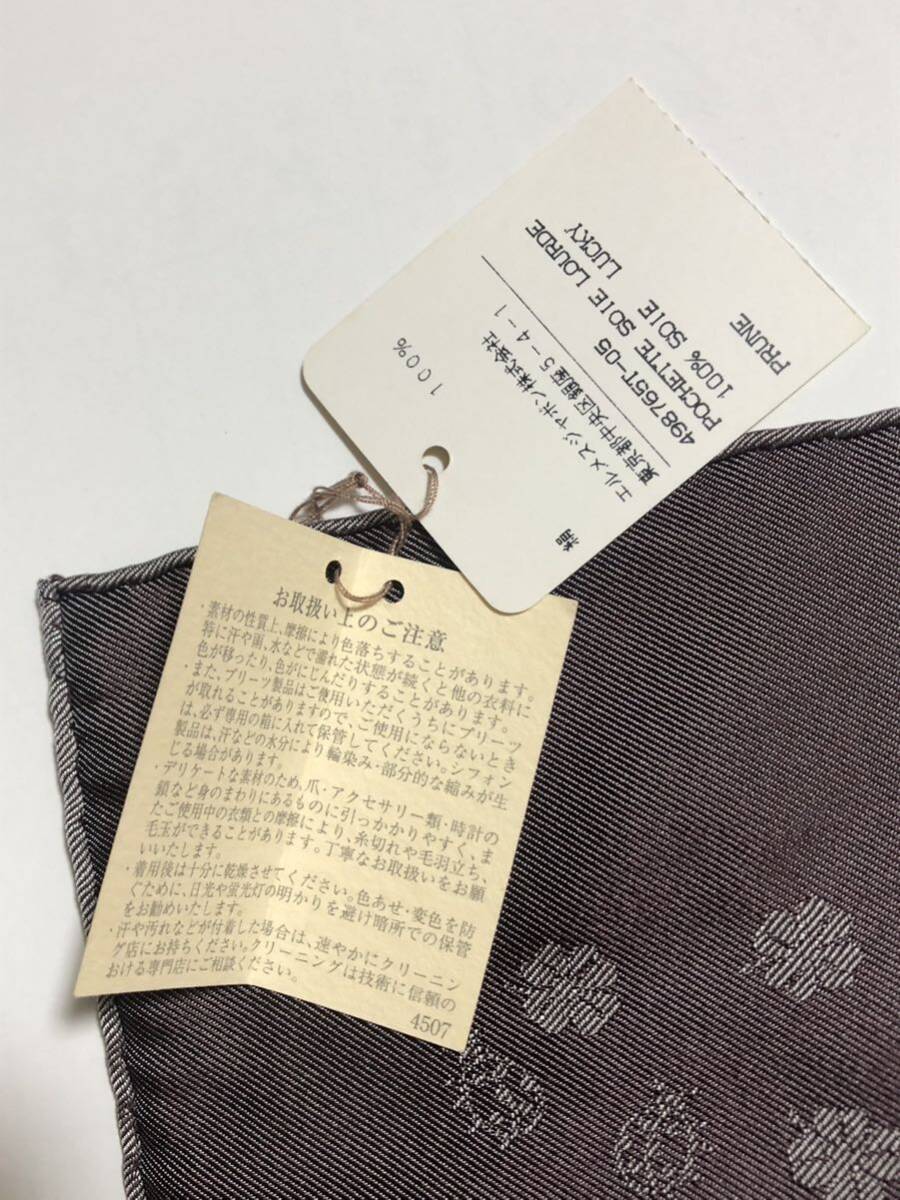 絹
100%
エルメスジャポン株式会社
東京都中央区銀座5-4-1
498765T-05
POCHETTE SOIE LOURDE
100% SOIE LUCKY
PRUNE
お取扱い上のご注意
・素材の性質上、摩擦により色落ちすることがあります。
特に汗や雨、水などで濡れた状態が続くと他の衣料に
色が移ったり、色がにじんだりすることがあります。
・また、プリーツ製品はご使用いただくうちにプリーツ
が取れることがありますので、ご使用にならないとき
は、必ず専用の箱に入れて保管してください。シフォン
製品は、汗などの水分により輪染み・部分的な縮みが生
じる場合があります。
・デリケートな素材のため、爪・アクセサリー類・時計の
鎖など身のまわりにあるものに引っかかりやすく、ま
たご使用中の衣類との摩擦により、糸切れや毛羽立ち、
毛玉ができることがあります。丁寧なお取扱いをお願
いいたします。
・着用後は十分に乾燥させてください。色あせ・変色を防
ぐために、日光や蛍光灯の明かりを避け暗所での保管
をお勧めいたします。
・汗や汚れなどが付着した場合は、速やかにクリーニン
グ店にお持ちください。クリーニングは技術に信頼の
おける専門店にご相談ください。
4507